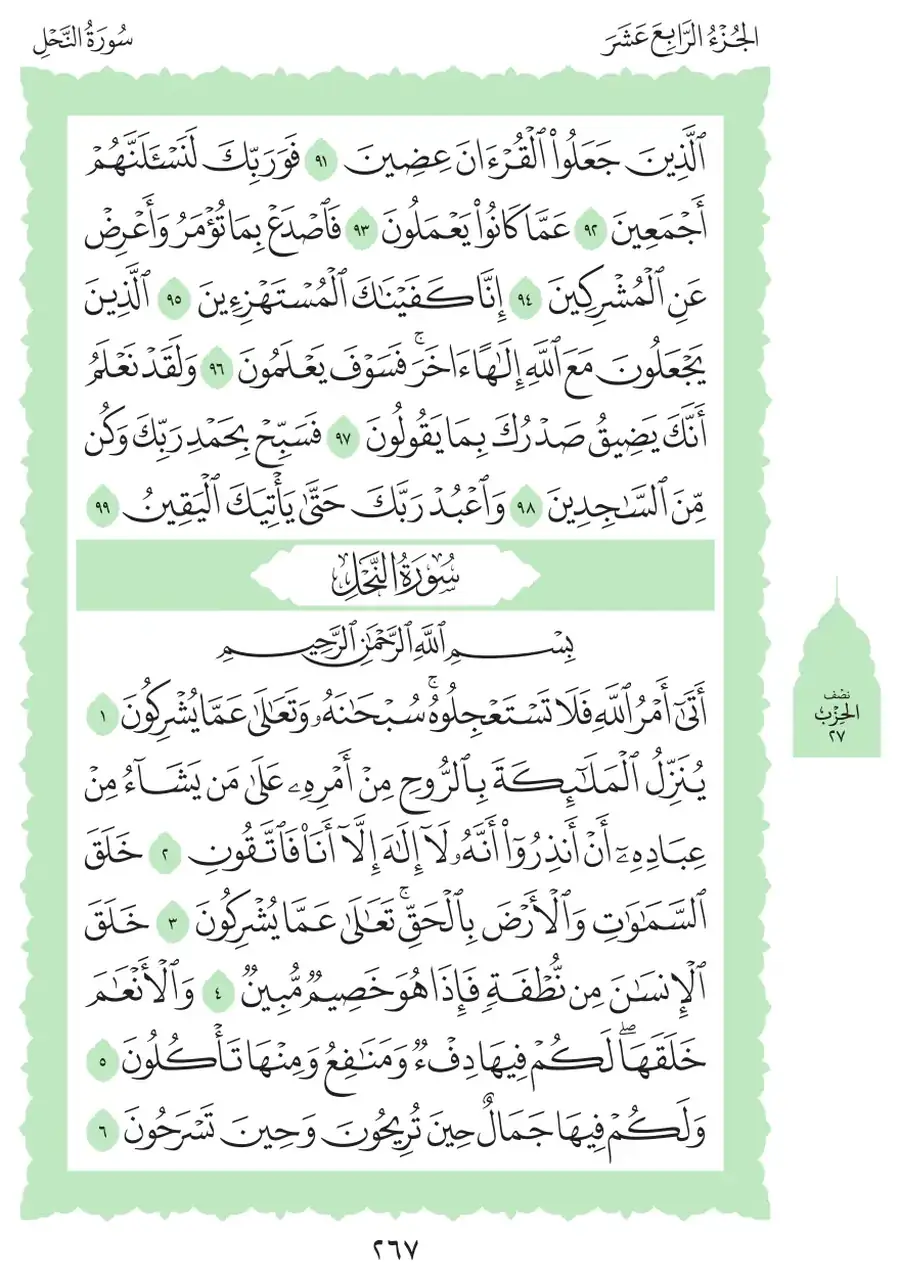 الجُزْءُ الرَّابِعَ عَشَرَ
سُورَةُ النَّحْلِ
ٱلَّذِينَ جَعَلُوا۟ ٱلْقُرْءَانَ عِضِينَ ٩١ فَوَرَبِّكَ لَنَسْـَٔلَنَّهُمْ
أَجْمَعِينَ ٩٢ عَمَّا كَانُوا۟ يَعْمَلُونَ ٩٣ فَٱصْدَعْ بِمَا تُؤْمَرُ وَأَعْرِضْ
عَنِ ٱلْمُشْرِكِينَ ٩٤ إِنَّا كَفَيْنَٰكَ ٱلْمُسْتَهْزِءِينَ ٩٥ ٱلَّذِينَ
يَجْعَلُونَ مَعَ ٱللَّهِ إِلَٰهًا ءَاخَرَ ۚ فَسَوْفَ يَعْلَمُونَ ٩٦ وَلَقَدْ نَعْلَمُ
أَنَّكَ يَضِيقُ صَدْرُكَ بِمَا يَقُولُونَ ٩٧ فَسَبِّحْ بِحَمْدِ رَبِّكَ وَكُن
مِّنَ ٱلسَّٰجِدِينَ ٩٨ وَٱعْبُدْ رَبَّكَ حَتَّىٰ يَأْتِيَكَ ٱلْيَقِينُ ٩٩
سُورَةُ النَّحْلِ
بِسْمِ ٱللَّهِ ٱلرَّحْمَٰنِ ٱلرَّحِيمِ
أَتَىٰٓ أَمْرُ ٱللَّهِ فَلَا تَسْتَعْجِلُوهُ ۚ سُبْحَٰنَهُۥ وَتَعَٰلَىٰ عَمَّا يُشْرِكُونَ ١
يُنَزِّلُ ٱلْمَلَٰٓئِكَةَ بِٱلرُّوحِ مِنْ أَمْرِهِۦ عَلَىٰ مَن يَشَآءُ مِنْ
عِبَادِهِۦٓ أَنْ أَنذِرُوٓا۟ أَنَّهُۥ لَآ إِلَٰهَ إِلَّآ أَنَا۠ فَٱتَّقُونِ ٢ خَلَقَ
ٱلسَّمَٰوَٰتِ وَٱلْأَرْضَ بِٱلْحَقِّ ۚ تَعَٰلَىٰ عَمَّا يُشْرِكُونَ ٣ خَلَقَ
ٱلْإِنسَٰنَ مِن نُّطْفَةٍ فَإِذَا هُوَ خَصِيمٌ مُّبِينٌ ٤ وَٱلْأَنْعَٰمَ
خَلَقَهَا ۗ لَكُمْ فِيهَا دِفْءٌ وَمَنَٰفِعُ وَمِنْهَا تَأْكُلُونَ ٥
وَلَكُمْ فِيهَا جَمَالٌ حِينَ تُرِيحُونَ وَحِينَ تَسْرَحُونَ ٦
نصف
الحِزْب
٢٧
٢٦٧